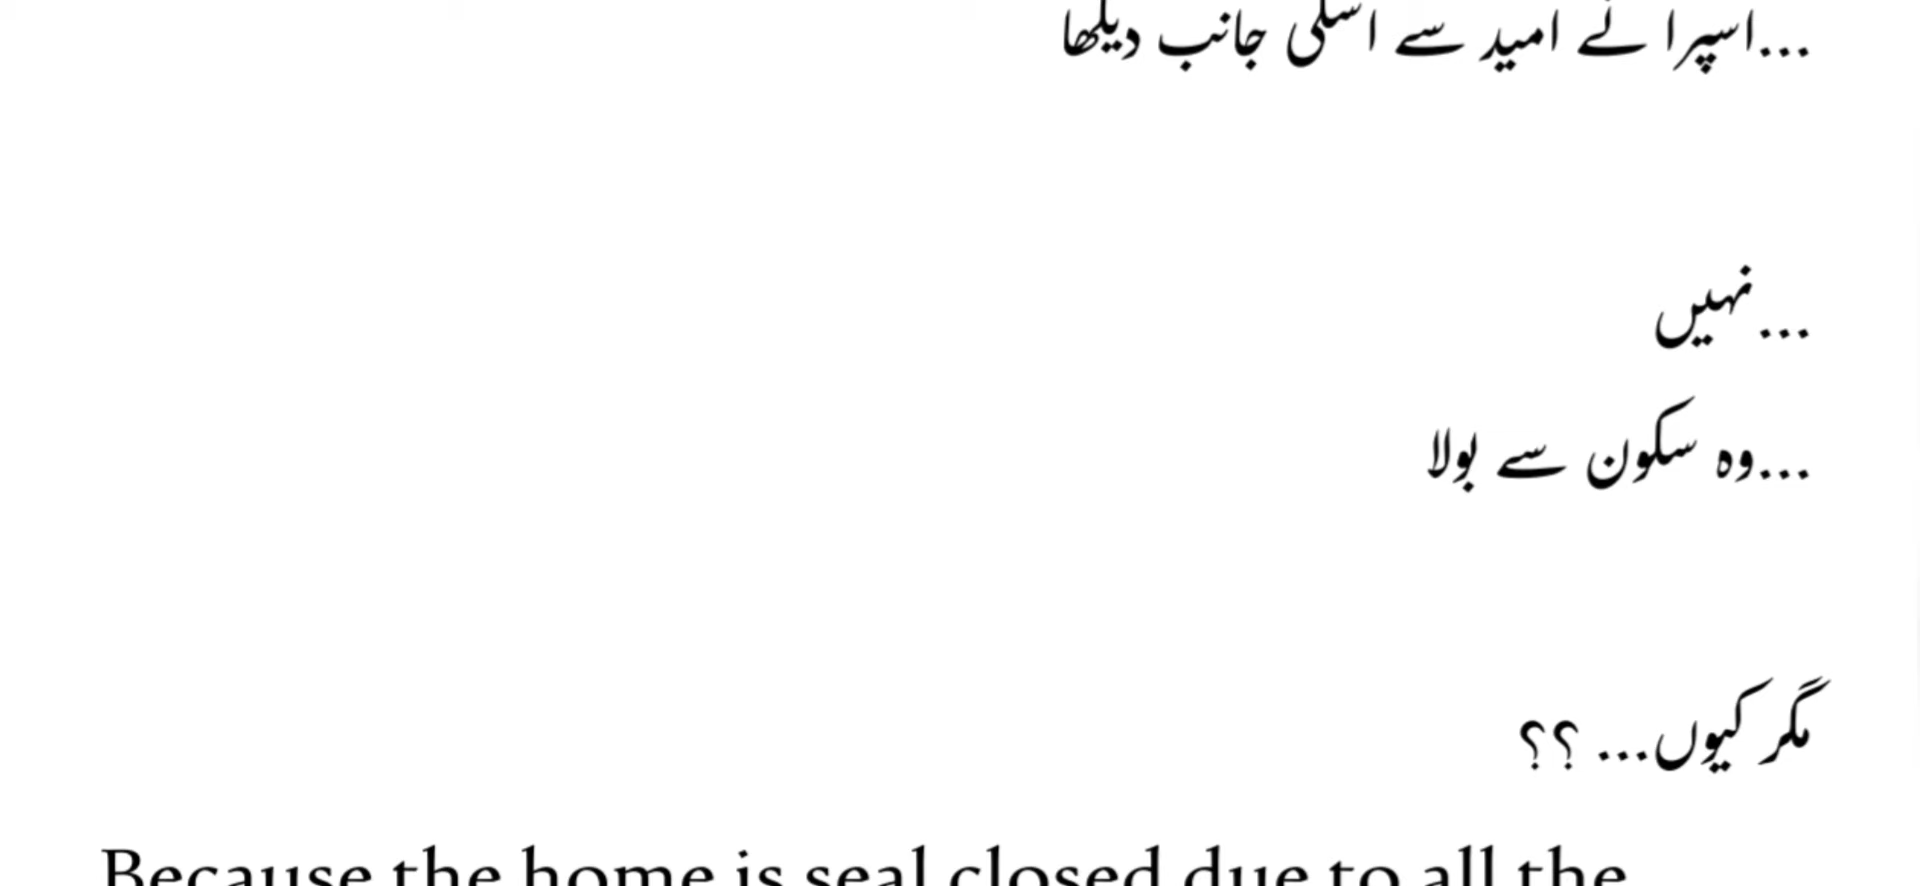 ...اسپرا نے امید سے اسکی جانب دیکھا
...نہیں
...وہ سکون سے بولا
مگر کیوں... ؟؟
Because the home is seal closed due to all the